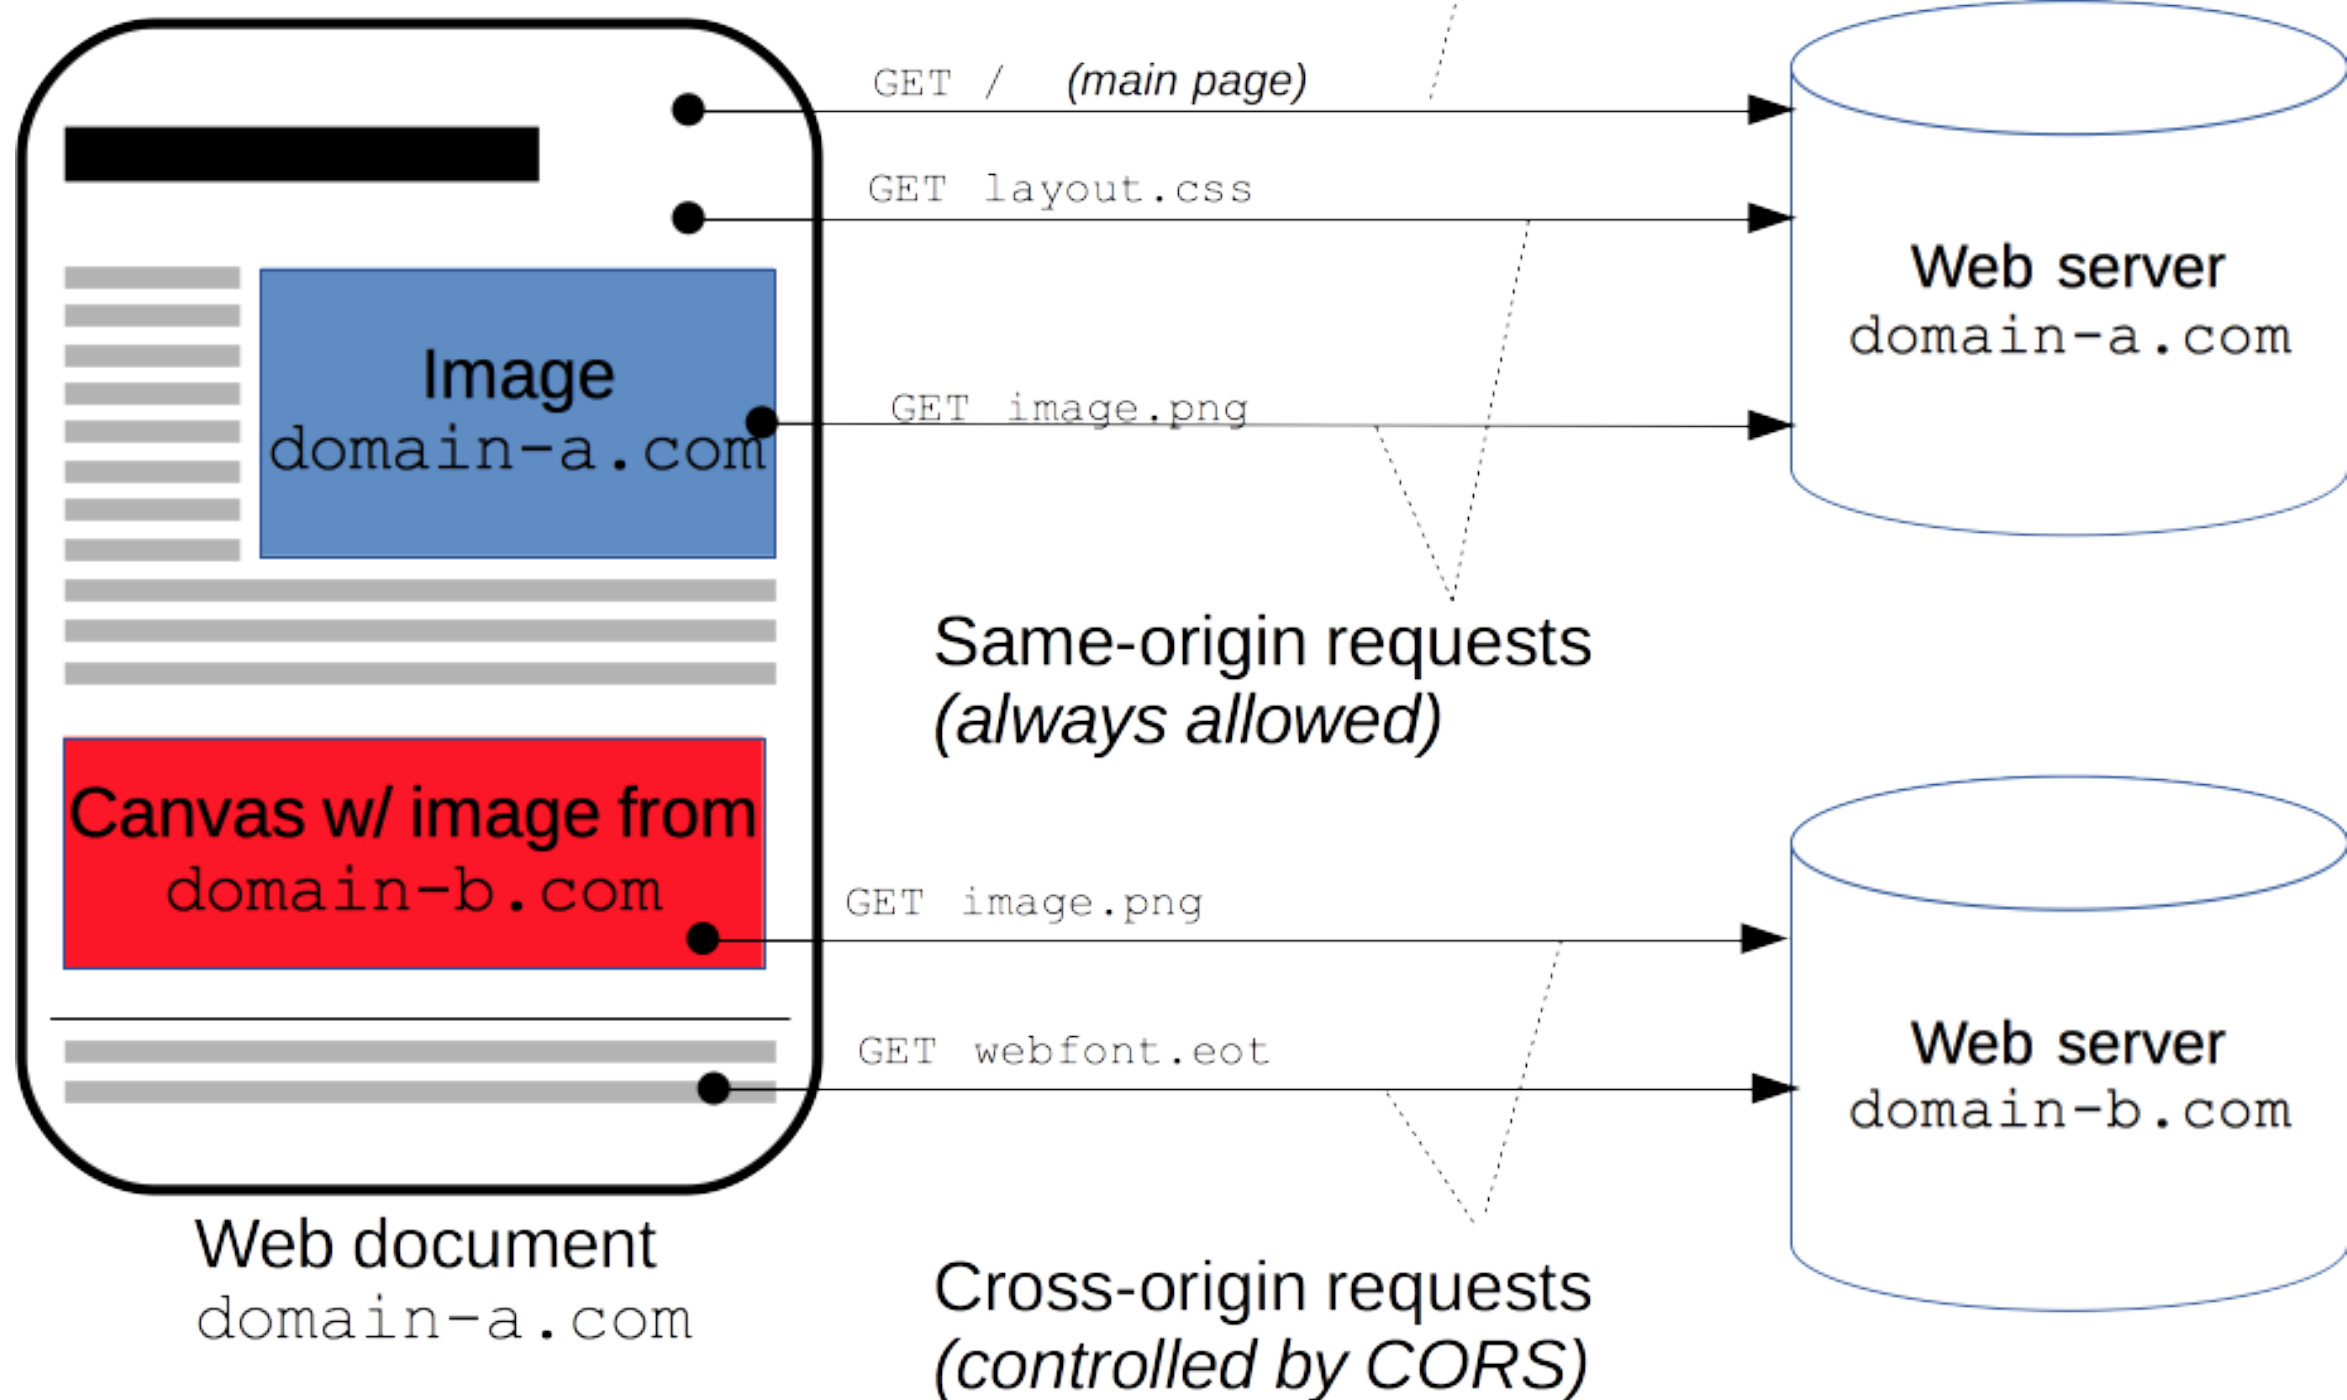 GET / (main page)
GET layout.css
Web server
domain-a.com
Image
domain-a.com
GET image.png
Same-origin requests
(always allowed)
Canvas w/ image from
domain-b.com
GET image.png
GET webfont.eot
Web server
domain-b.com
Web document
domain-a.com
Cross-origin requests
(controlled by CORS)